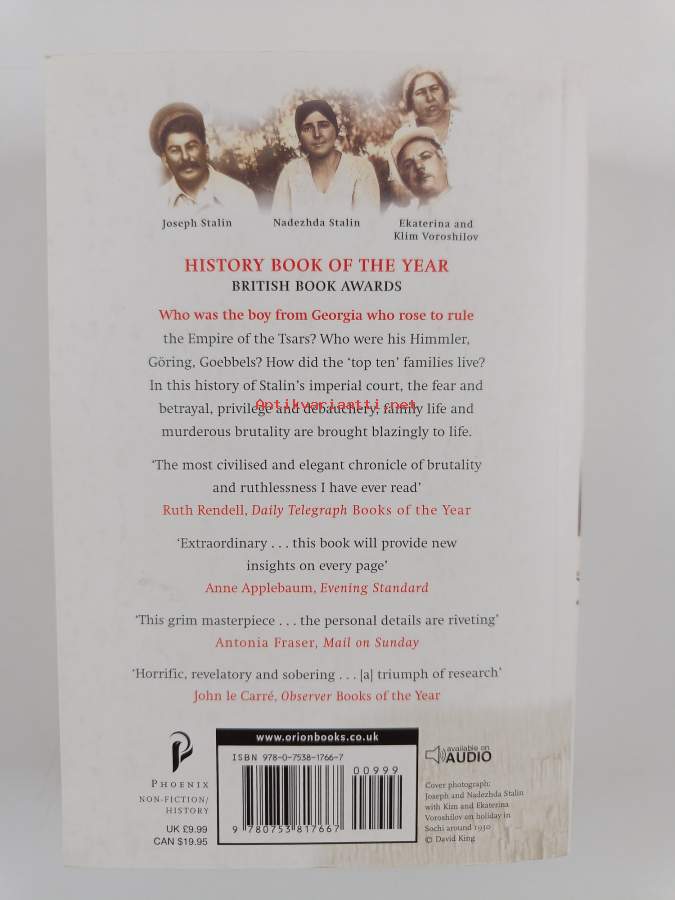 Joseph Stalin
Nadezhda Stalin
Ekaterina and
Klim Voroshilov
HISTORY BOOK OF THE YEAR
BRITISH BOOK AWARDS
Who was the boy from Georgia who rose to rule
the Empire of the Tsars? Who were his Himmler,
Göring, Goebbels? How did the ‘top ten’ families live?
In this history of Stalin’s imperial court, the fear and
betrayal, privilege and debauchery, family life and
Antikvariaatti.net
murderous brutality are brought blazingly to life.
‘The most civilised and elegant chronicle of brutality
and ruthlessness I have ever read’
Ruth Rendell, Daily Telegraph Books of the Year
‘Extraordinary . . . this book will provide new
insights on every page’
Anne Applebaum, Evening Standard
‘This grim masterpiece . . . the personal details are riveting’
Antonia Fraser, Mail on Sunday
‘Horrific, revelatory and sobering . . . [a] triumph of research’
John le Carré, Observer Books of the Year
PHOENIX
NON-FICTION/
HISTORY
UK £9.99
CAN $19.95
www.orionbooks.co.uk
ISBN 978-0-7538-1766-7
00999
9 780753 817667
available on
AUDIO
Cover photograph:
Joseph and Nadezhda Stalin
with Kim and Ekaterina
Voroshilov on holiday in
Sochi around 1930
© David King